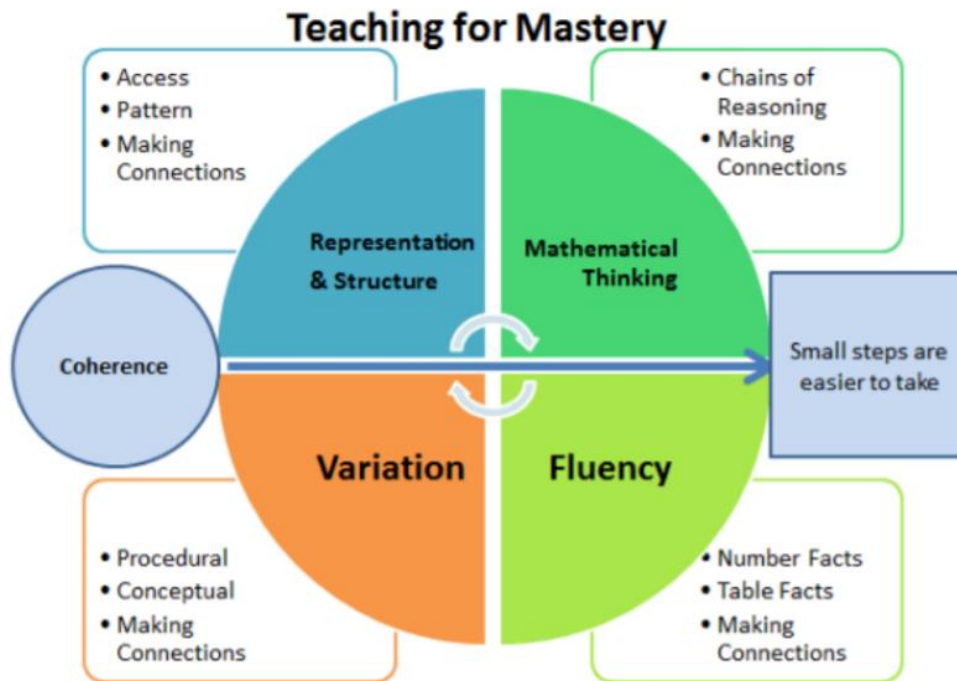 Teaching for Mastery
• Access
• Pattern
• Making
Connections
• Chains of
Reasoning
• Making
Connections
Representation
& Structure
Mathematical
Thinking
Coherence
Small steps are
easier to take
Variation
Fluency
• Procedural
• Conceptual
• Making
Connections
• Number Facts
• Table Facts
• Making
Connections